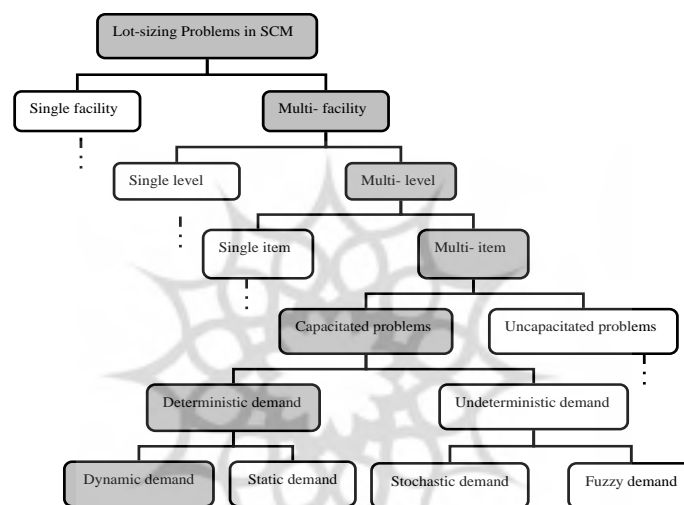 Lot-sizing Problems in SCM
Single facility
Multi- facility
Single level
Multi- level
Single item
Multi- item
Capacitated problems
Uncapacitated problems
Deterministic demand
Undeterministic demand
Dynamic demand
Static demand
Stochastic demand
Fuzzy demand